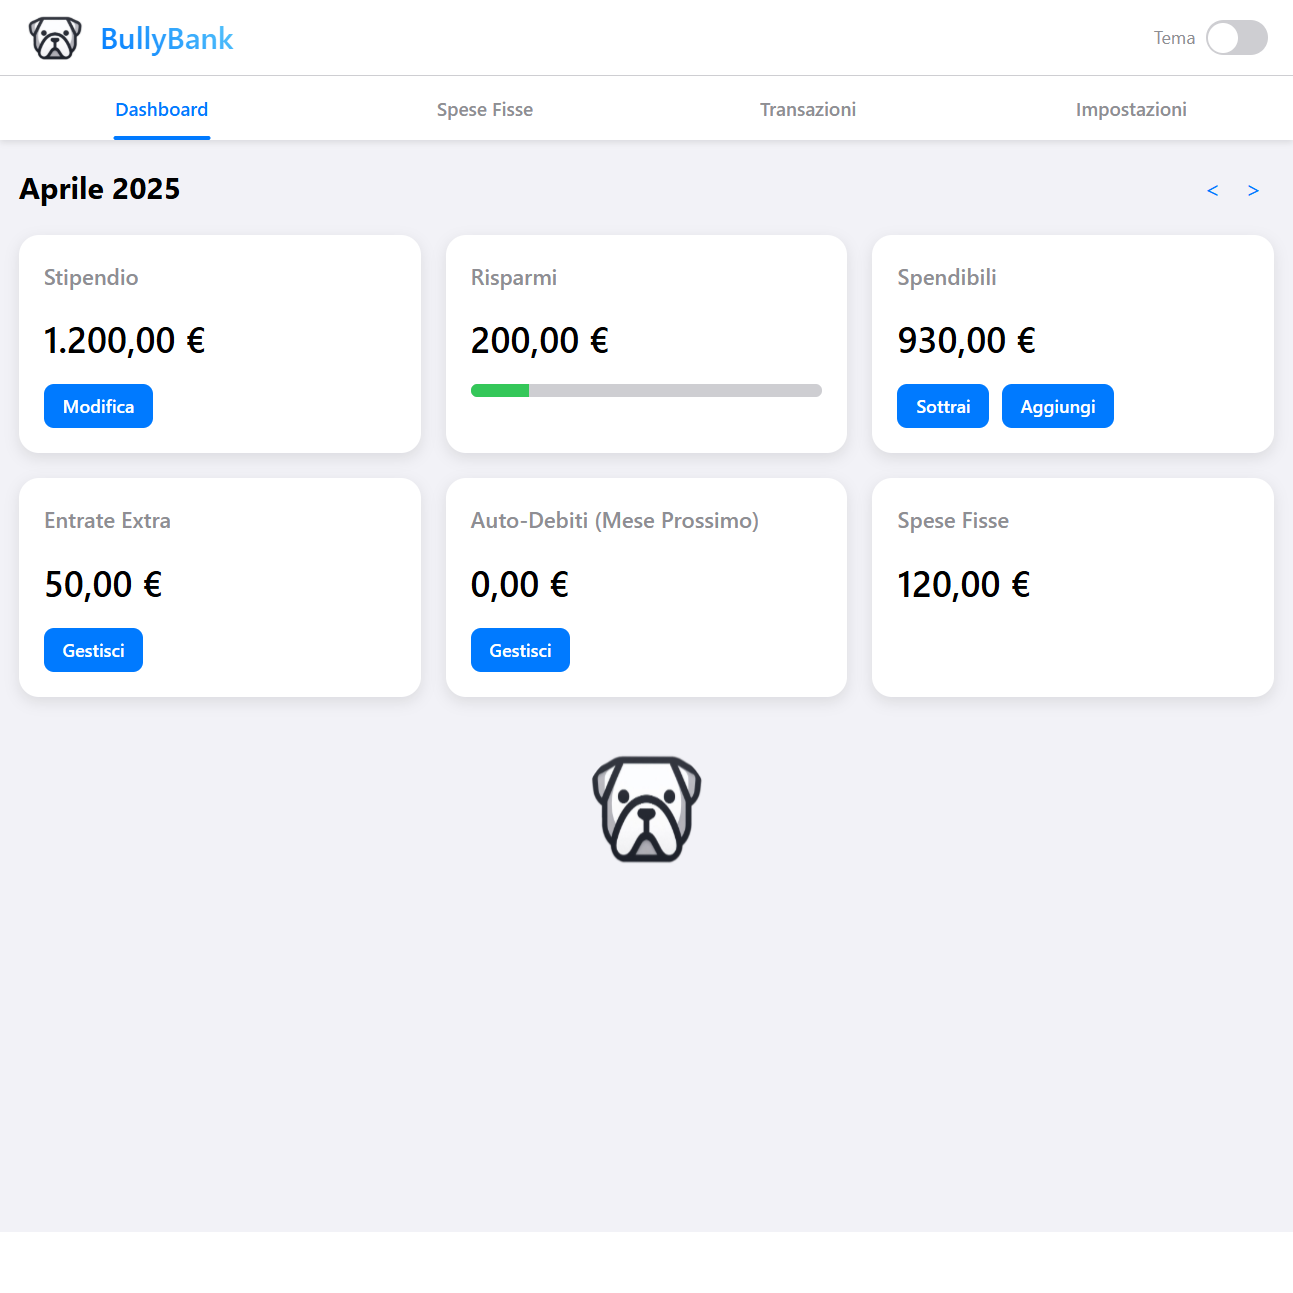 BullyBank
Tema
Dashboard
Spese Fisse
Transazioni
Impostazioni
Aprile 2025
< >
Stipendio
1.200,00 €
Modifica
Risparmi
200,00 €
Spendibili
930,00 €
Sottrai
Aggiungi
Entrate Extra
50,00 €
Gestisci
Auto-Debiti (Mese Prossimo)
0,00 €
Gestisci
Spese Fisse
120,00 €